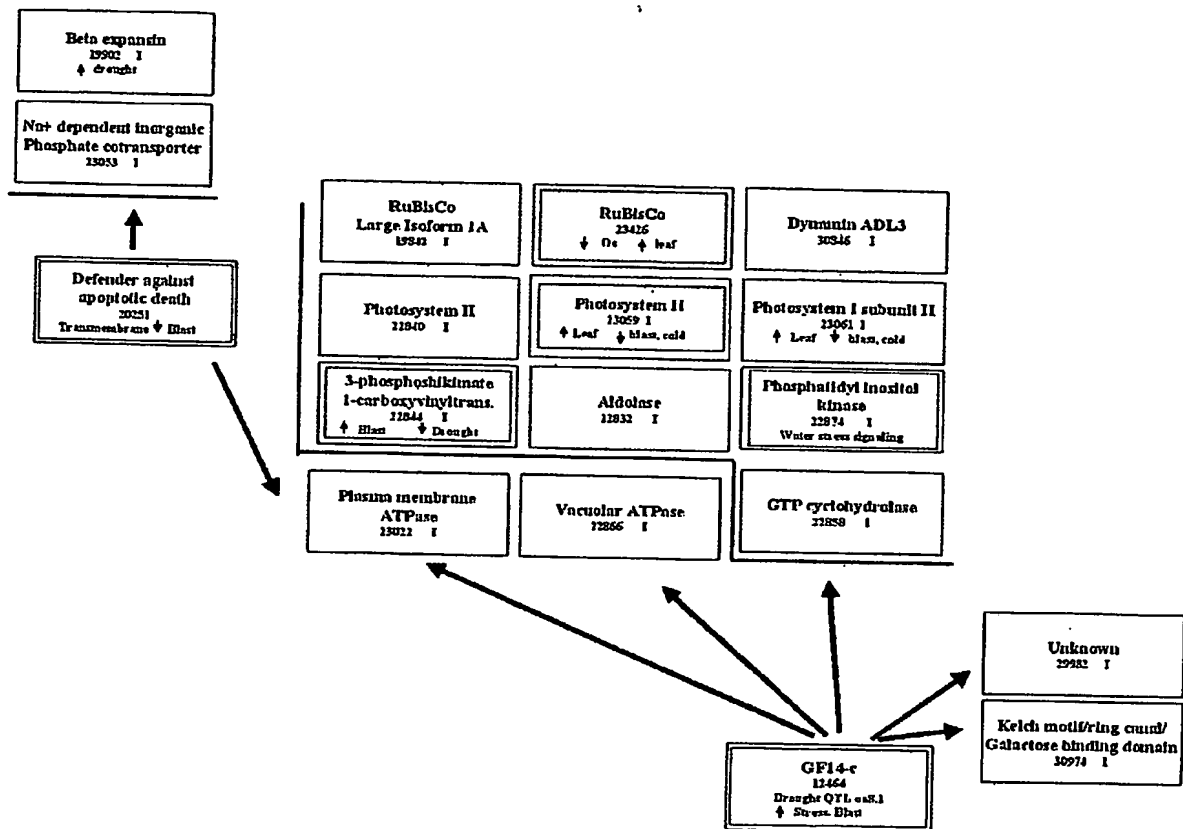 Beta expansin
19902 I
↑ drought
Na+ dependent inorganic
Phosphate cotransporter
23053 I
Defender against
apoptotic death
20251
Transmembrane ↓ Blast
RuBisCo
Large Isoform 1A
19842 I
RuBisCo
23426
↓ ↑ leaf
Dynamin ADL3
30846 I
Photosystem II
22840 I
Photosystem II
23059 I
↑ Leaf ↓ blast, cold
Photosystem I subunit II
23061 I
↑ Leaf ↓ blast, cold
3-phosphoshikimate
1-carboxyvinyltrans.
22844 I
↑ Blast ↓ Drought
Aldolase
22832 I
Phosphatidyl inositol
kinase
22874 I
Water stress signaling
Plasma membrane
ATPase
23022 I
Vacuolar ATPase
22866 I
GTP cyclohydrolase
22858 I
Unknown
29982 I
Kelch motif/ring canal/
Galactose binding domain
30974 I
GF14-c
12464
Drought QTL
↑ Stress, Blast